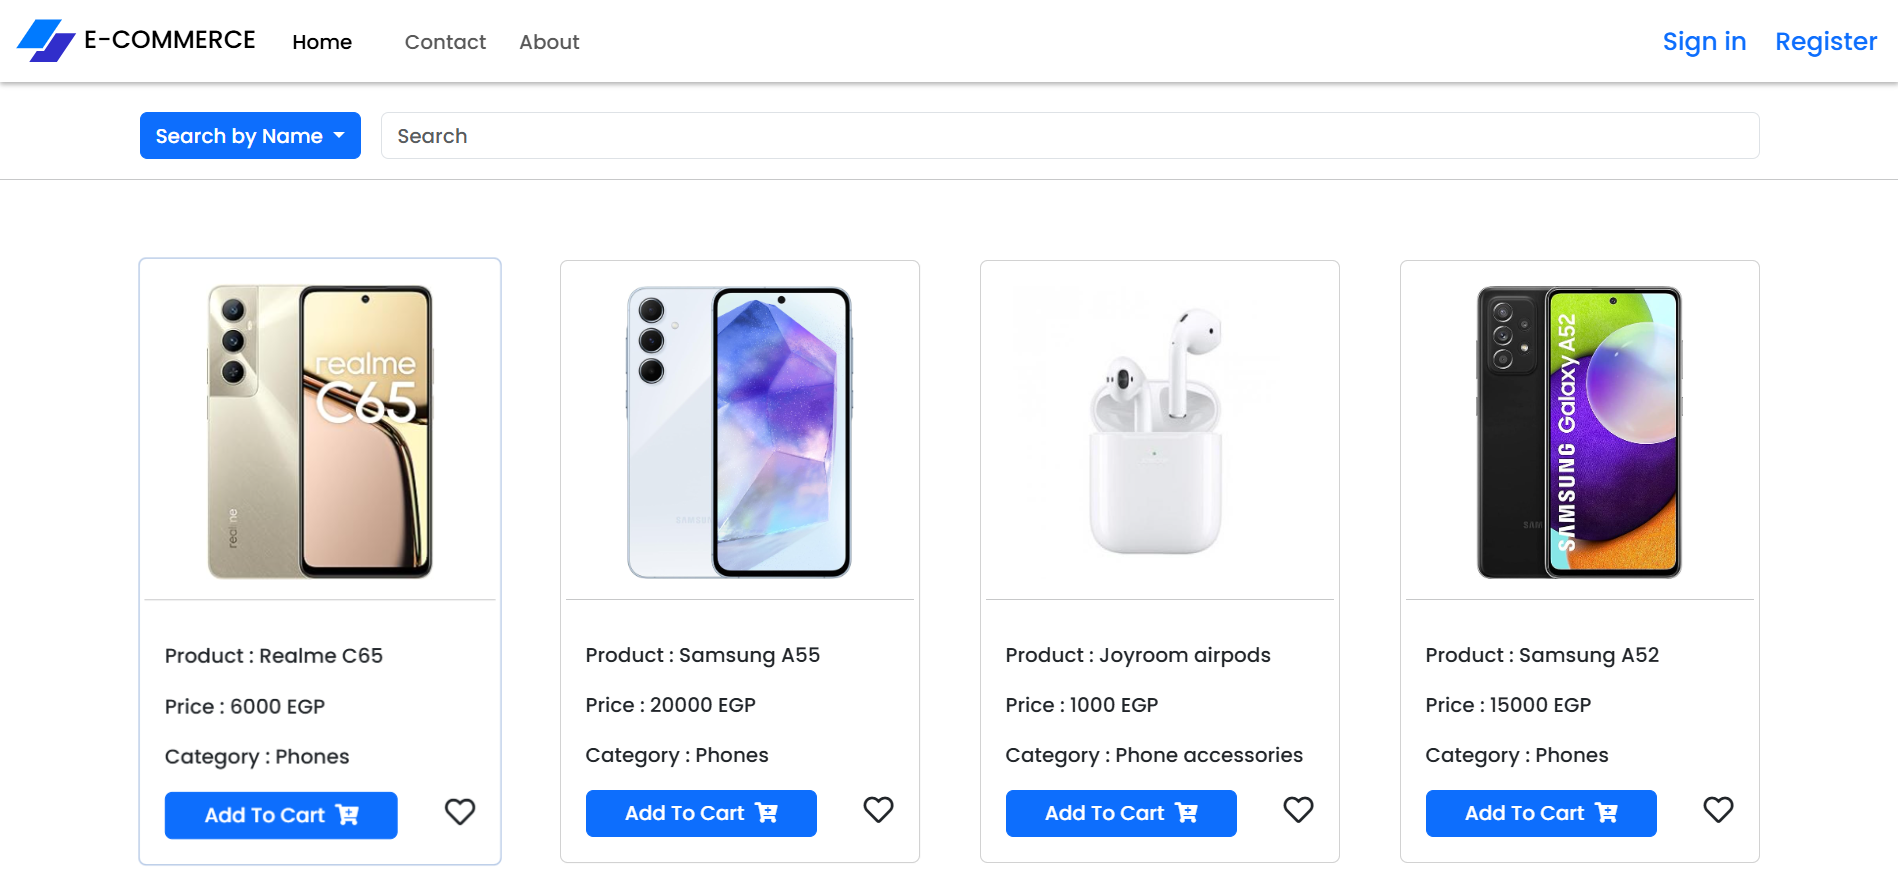 E-COMMERCE Home Contact About Sign in Register
Search by Name Search
realme
C65
realme
SAMSUNG Galaxy A52
Product : Realme C65
Price : 6000 EGP
Category : Phones
Add To Cart
Product : Samsung A55
Price : 20000 EGP
Category : Phones
Add To Cart
Product : Joyroom airpods
Price : 1000 EGP
Category : Phone accessories
Add To Cart
Product : Samsung A52
Price : 15000 EGP
Category : Phones
Add To Cart